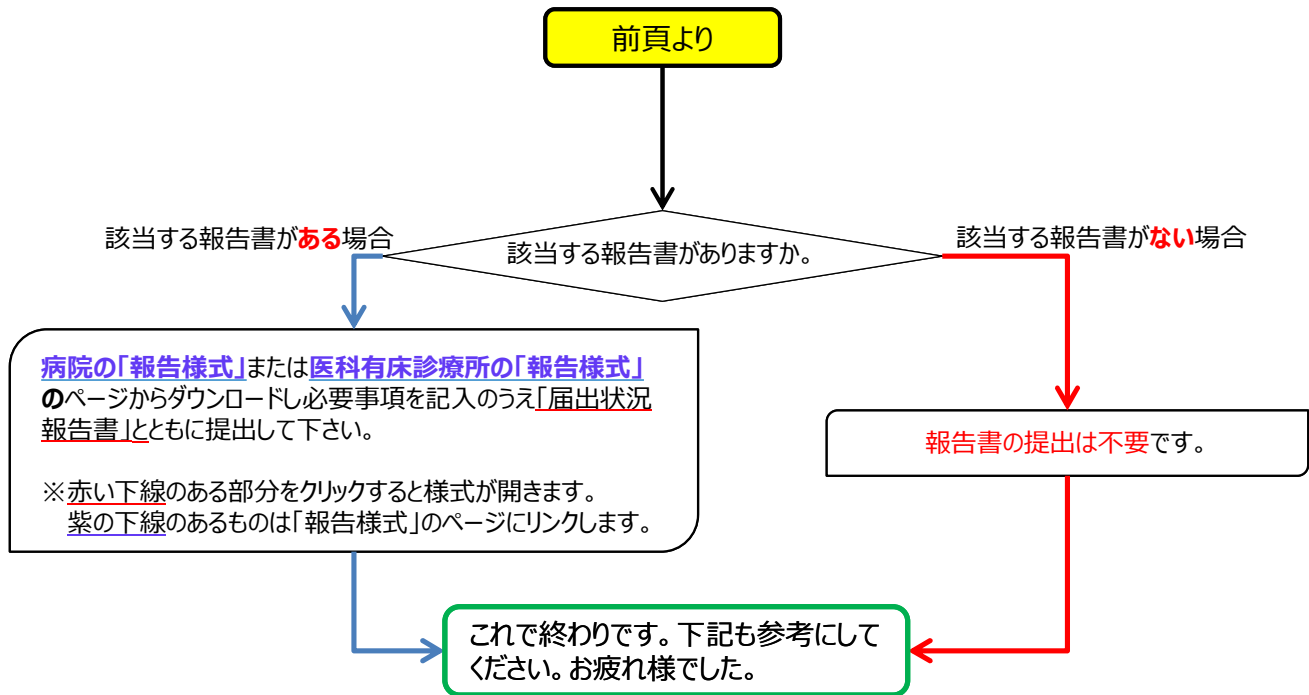 前頁より
該当する報告書がある場合
該当する報告書がありますか。
該当する報告書がない場合
病院の「報告様式」または医科有床診療所の「報告様式」
のページからダウンロードし必要事項を記入のうえ「届出状況
報告書」とともに提出して下さい。
※赤い下線のある部分をクリックすると様式が開きます。
紫の下線のあるものは「報告様式」のページにリンクします。
報告書の提出は不要です。
これで終わりです。下記も参考にして
ください。お疲れ様でした。